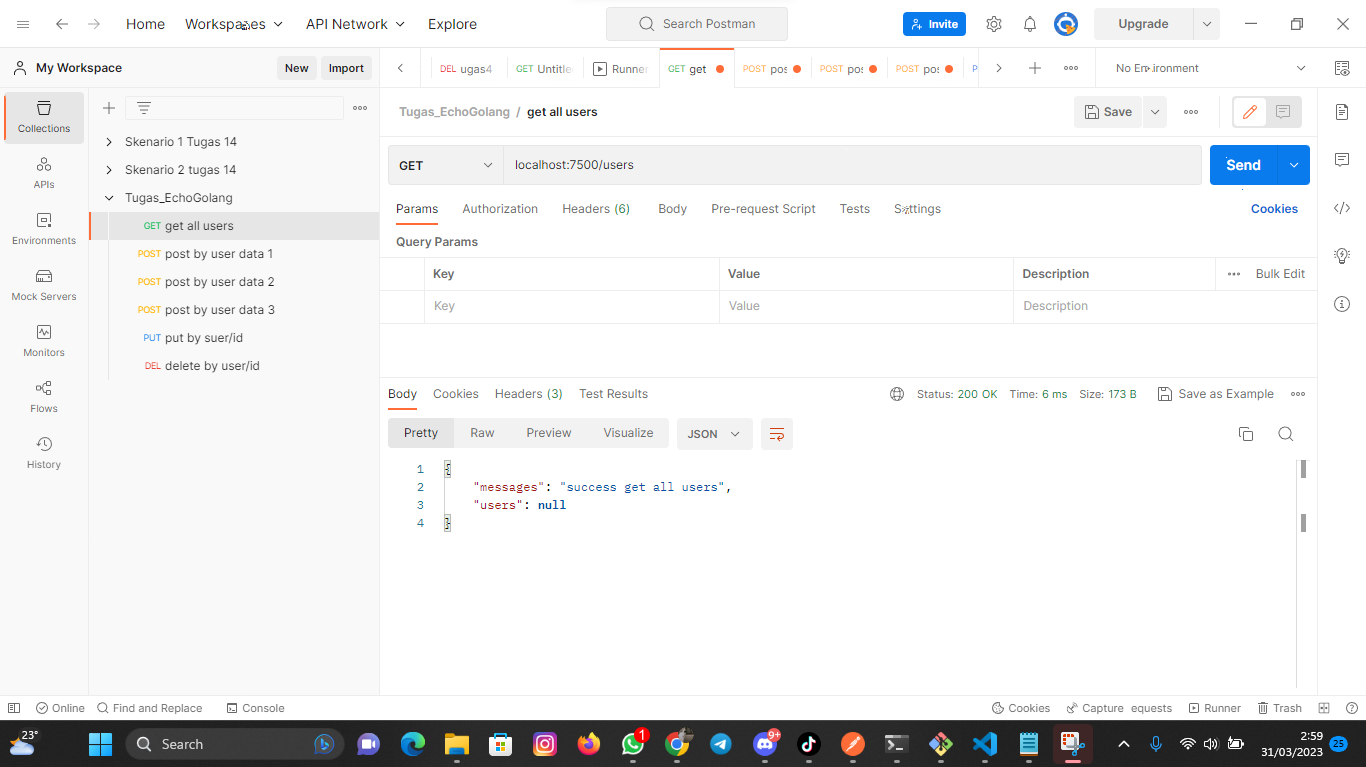 Home Workspaces API Network Explore Search Postman Invite Upgrade
My Workspace New Import DEL ugas4 GET Untitle Runner GET get POST pos POST pos POST pos P No Environment
Collections
APIs
Environments
Mock Servers
Monitors
Flows
History
Skenario 1 Tugas 14
Skenario 2 tugas 14
Tugas_EchoGolang
GET get all users
POST post by user data 1
POST post by user data 2
POST post by user data 3
PUT put by suer/id
DEL delete by user/id
Tugas_EchoGolang / get all users Save
GET localhost:7500/users Send
Params Authorization Headers (6) Body Pre-request Script Tests Settings Cookies
Query Params
Key Value Description Bulk Edit
Key Value Description
Body Cookies Headers (3) Test Results Status: 200 OK Time: 6 ms Size: 173 B Save as Example
Pretty Raw Preview Visualize JSON
1 {
2 "messages": "success get all users",
3 "users": null
4 }
Online Find and Replace Console Cookies Capture equests Runner Trash
23° Search 1 9+ 2:59
31/03/2023 25